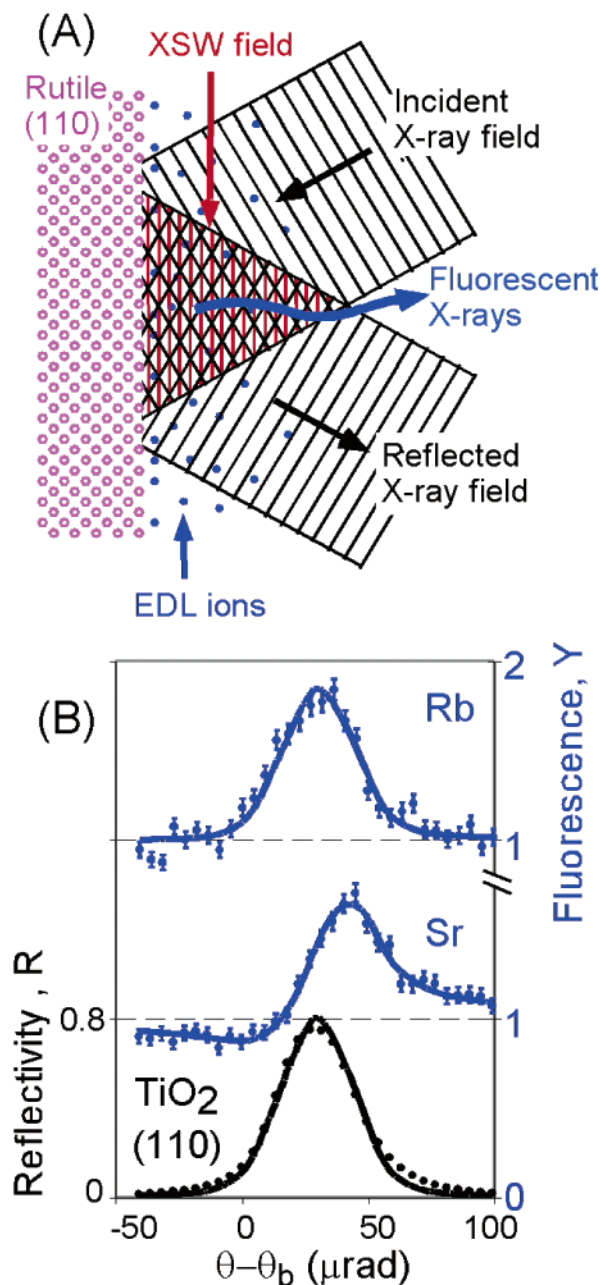 (A)
XSW field
Rutile
(110)
Incident
X-ray field
Fluorescent
X-rays
Reflected
X-ray field
EDL ions
(B)
2
Rb
1
Fluorescence, Y
Sr
Reflectivity , R
0.8
1
TiO2
(110)
0
0
-50
0
50
100
θ−θb (μrad)